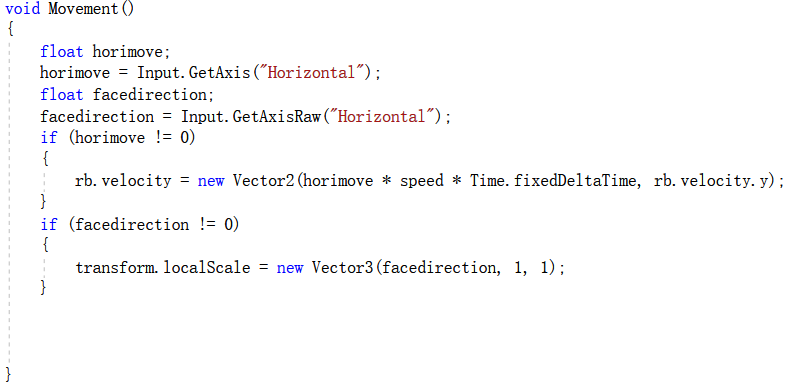 void Movement()
{
    float horimove;
    horimove = Input.GetAxis("Horizontal");
    float facedirection;
    facedirection = Input.GetAxisRaw("Horizontal");
    if (horimove != 0)
    {
        rb.velocity = new Vector2(horimove * speed * Time.fixedDeltaTime, rb.velocity.y);
    }
    if (facedirection != 0)
    {
        transform.localScale = new Vector3(facedirection, 1, 1);
    }
}